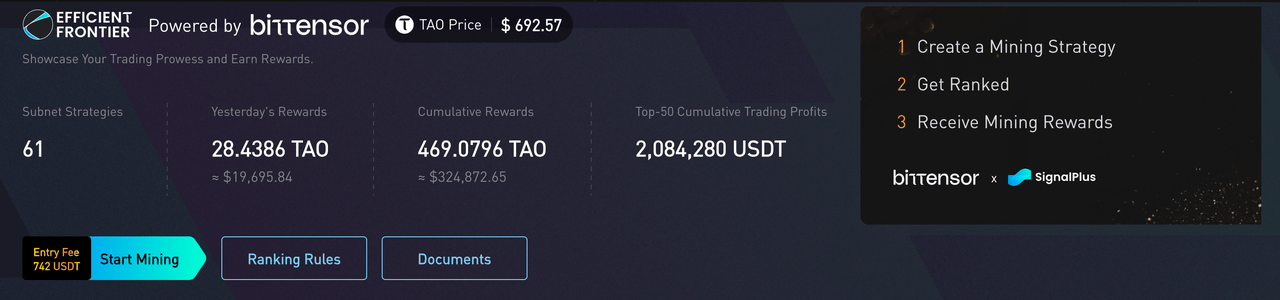 EFFICIENT
FRONTIER
Powered by bittensor
TAO Price $ 692.57
Showcase Your Trading Prowess and Earn Rewards.
Subnet Strategies
61
Yesterday's Rewards
28.4386 TAO
≈ $19,695.84
Cumulative Rewards
469.0796 TAO
≈ $324,872.65
Top-50 Cumulative Trading Profits
2,084,280 USDT
Entry Fee
742 USDT
Start Mining
Ranking Rules
Documents
1 Create a Mining Strategy
2 Get Ranked
3 Receive Mining Rewards
bittensor x SignalPlus